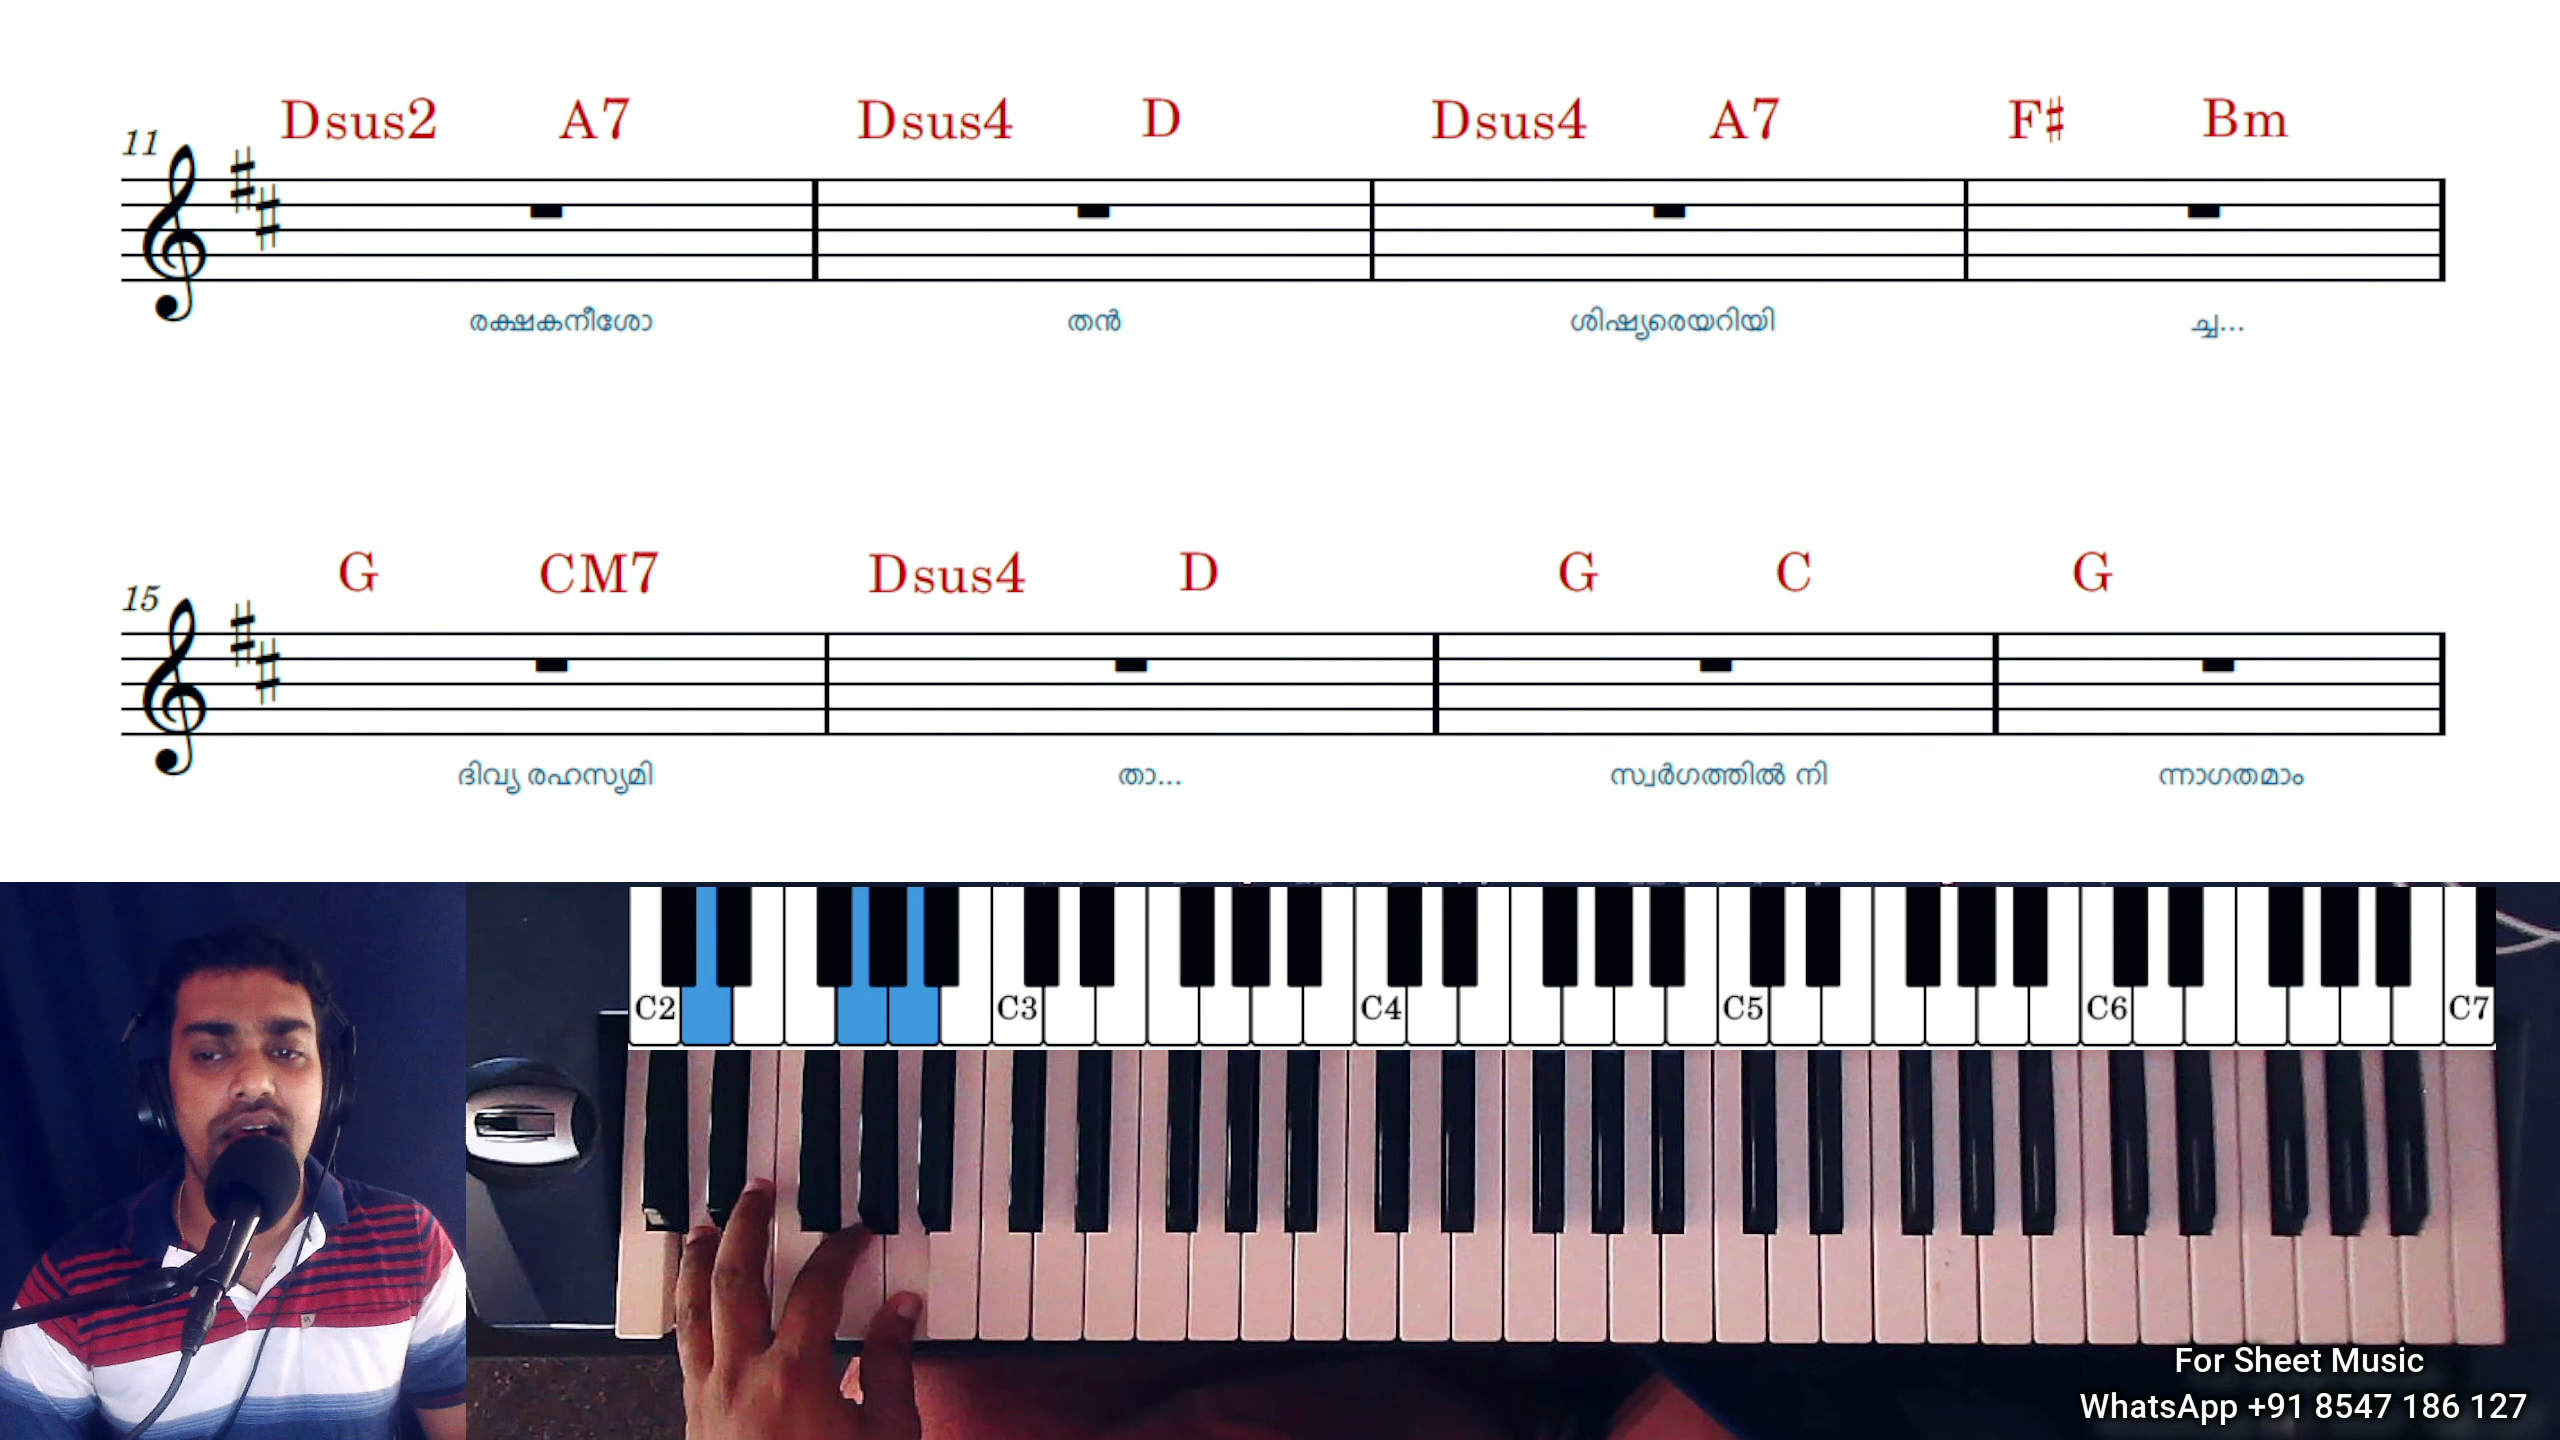 Dsus2 A7 Dsus4 D Dsus4 A7 F♯ Bm
11
രക്ഷകനീശോ തൻ ശിഷ്യരെയറിയി ച്ച...
G CM7 Dsus4 D G C G
15
ദിവ്യ രഹസ്യമി താ... സ്വർഗത്തിൽ നി ന്നാഗതമാം
C2 C3 C4 C5 C6 C7
For Sheet Music
WhatsApp +91 8547 186 127